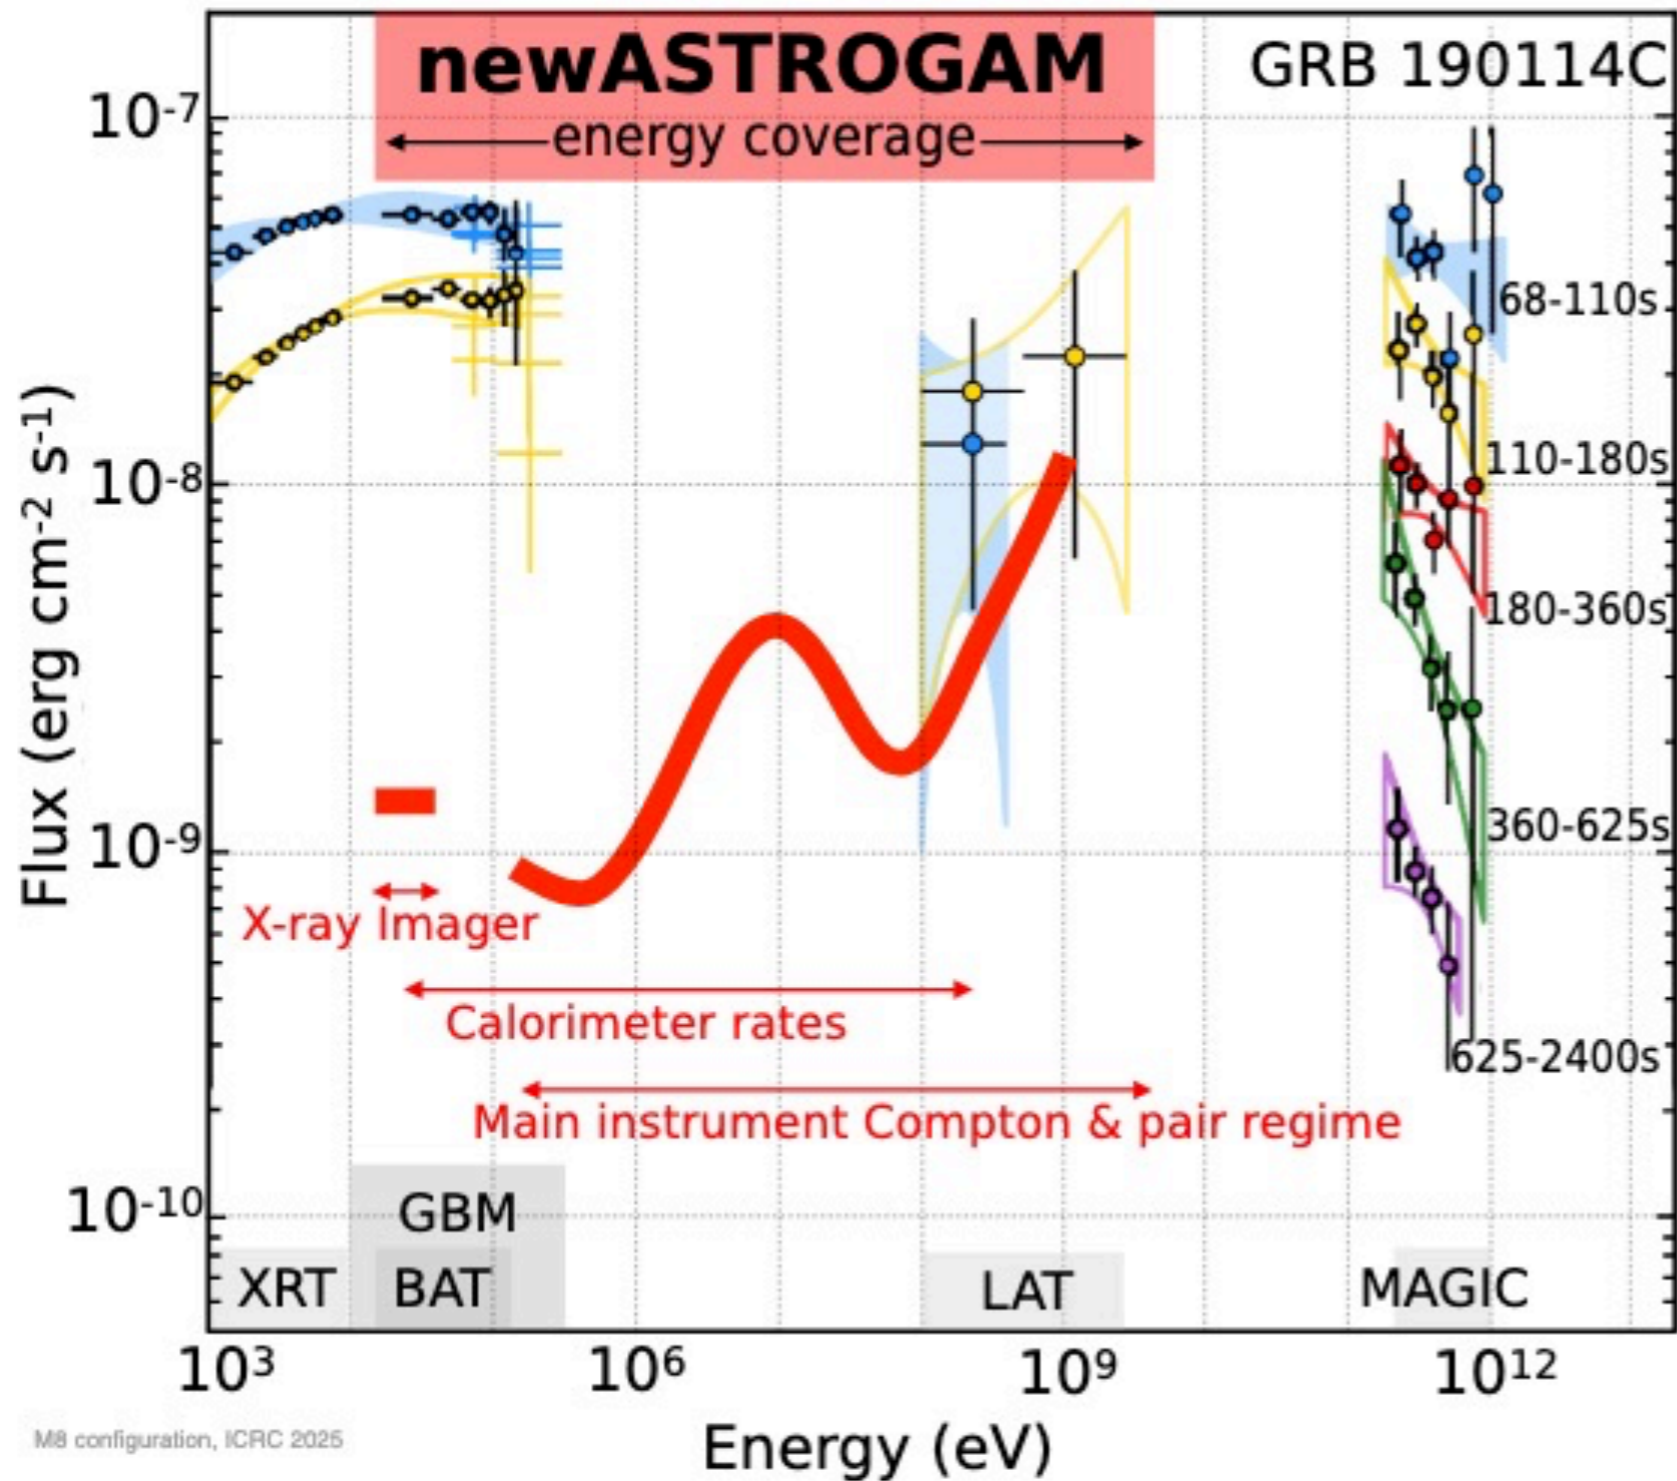 newASTROGAM
energy coverage
GRB 190114C
10-7
10-8
10-9
10-10
Flux (erg cm-2 s-1)
68-110s
110-180s
180-360s
360-625s
625-2400s
X-ray Imager
Calorimeter rates
Main instrument Compton & pair regime
GBM
XRT
BAT
LAT
MAGIC
103
106
109
1012
Energy (eV)
M8 configuration, ICRC 2025